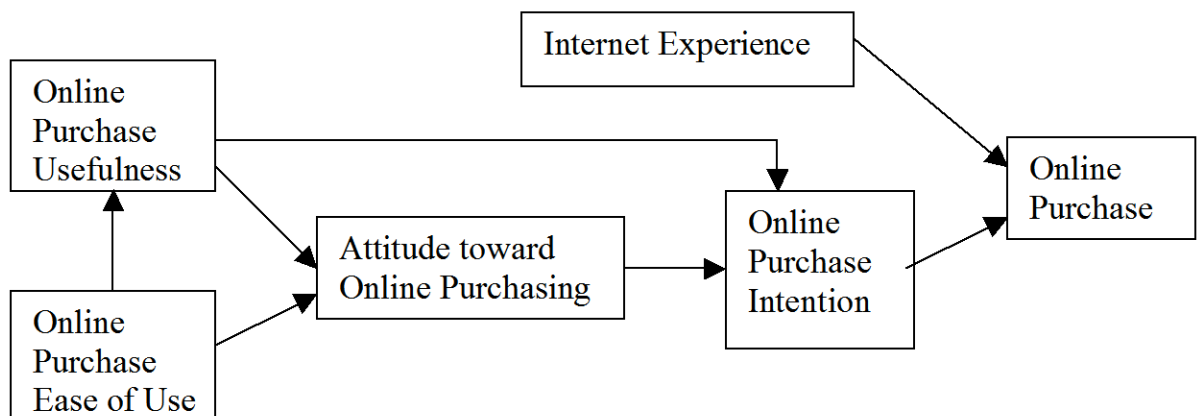 Internet Experience
Online
Purchase
Usefulness
Online
Purchase
Attitude toward
Online Purchasing
Online
Purchase
Intention
Online
Purchase
Ease of Use